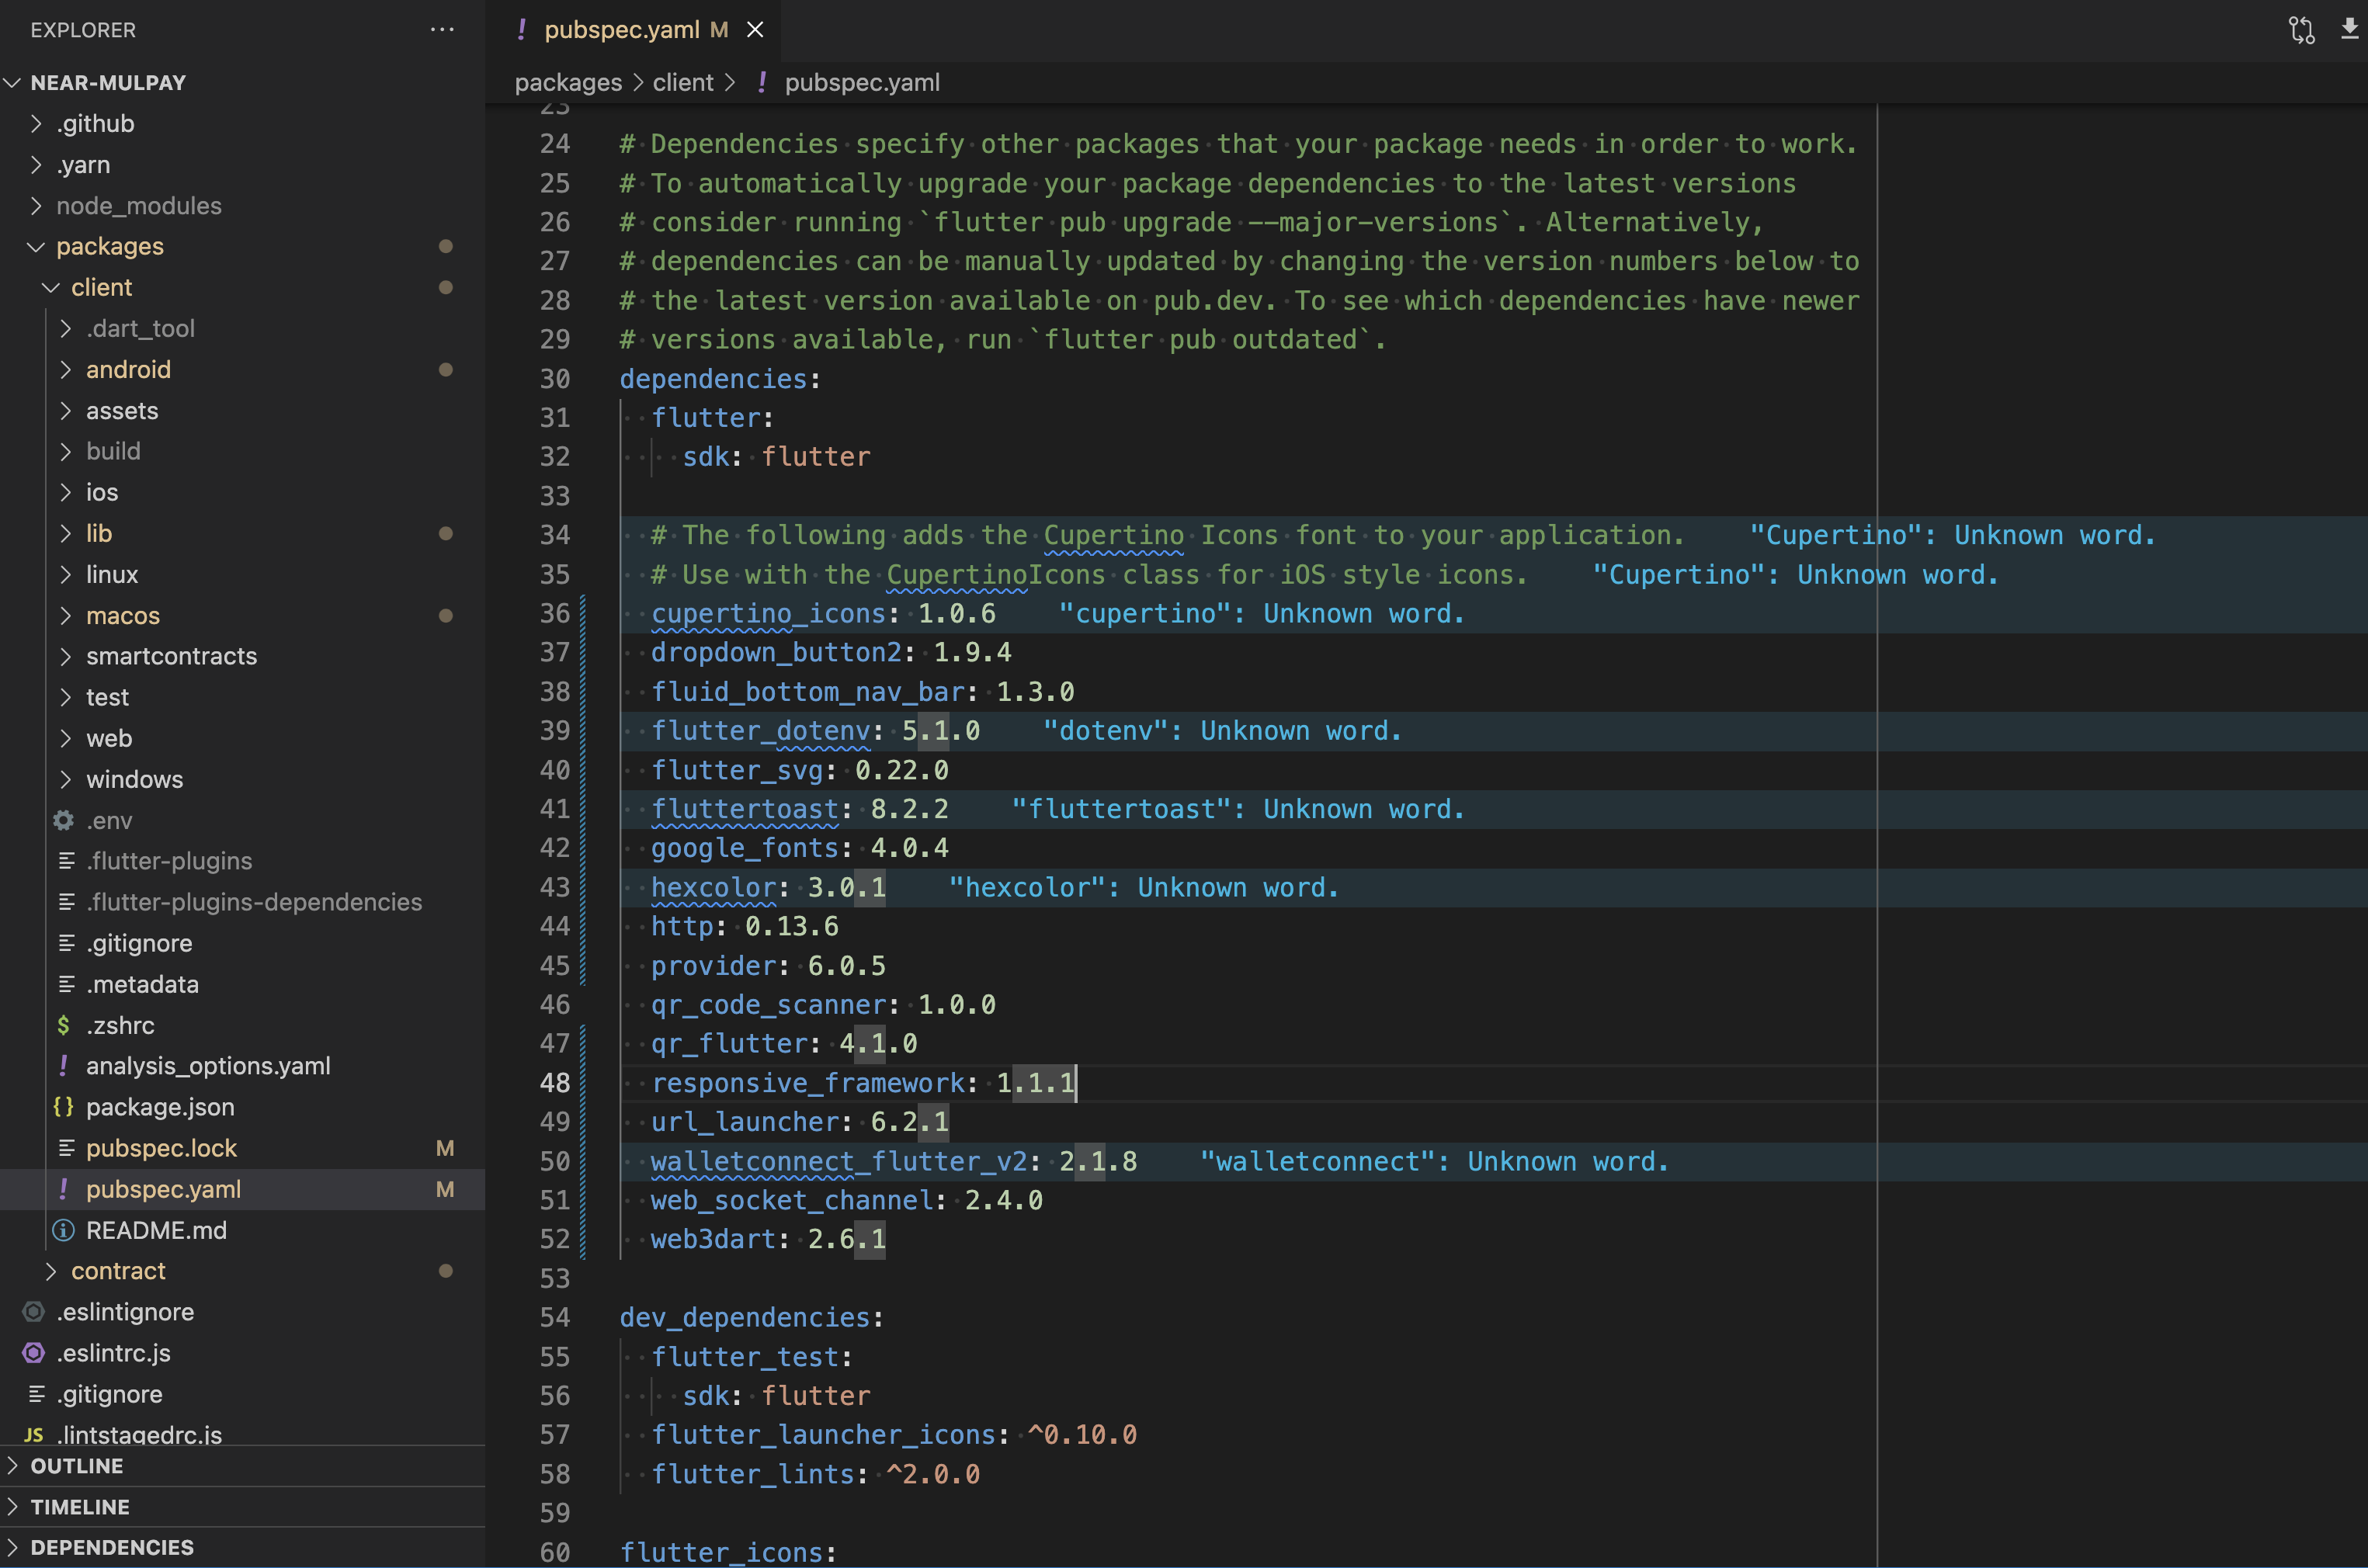 EXPLORER
NEAR-MULPAY
.github
.yarn
node_modules
packages
client
.dart_tool
android
assets
build
ios
lib
linux
macos
smartcontracts
test
web
windows
.env
.flutter-plugins
.flutter-plugins-dependencies
.gitignore
.metadata
.zshrc
analysis_options.yaml
package.json
pubspec.lock M
pubspec.yaml M
README.md
contract
.eslintignore
.eslintrc.js
.gitignore
JS .lintstagedrc.js
OUTLINE
TIMELINE
DEPENDENCIES
! pubspec.yaml M
packages > client > ! pubspec.yaml
23
24 # Dependencies specify other packages that your package needs in order to work.
25 # To automatically upgrade your package dependencies to the latest versions
26 # consider running `flutter pub upgrade --major-versions`. Alternatively,
27 # dependencies can be manually updated by changing the version numbers below to
28 # the latest version available on pub.dev. To see which dependencies have newer
29 # versions available, run `flutter pub outdated`.
30 dependencies:
31 flutter:
32 sdk: flutter
33
34 # The following adds the Cupertino Icons font to your application. "Cupertino": Unknown word.
35 # Use with the CupertinoIcons class for iOS style icons. "Cupertino": Unknown word.
36 cupertino_icons: 1.0.6 "cupertino": Unknown word.
37 dropdown_button2: 1.9.4
38 fluid_bottom_nav_bar: 1.3.0
39 flutter_dotenv: 5.1.0 "dotenv": Unknown word.
40 flutter_svg: 0.22.0
41 fluttertoast: 8.2.2 "fluttertoast": Unknown word.
42 google_fonts: 4.0.4
43 hexcolor: 3.0.1 "hexcolor": Unknown word.
44 http: 0.13.6
45 provider: 6.0.5
46 qr_code_scanner: 1.0.0
47 qr_flutter: 4.1.0
48 responsive_framework: 1.1.1
49 url_launcher: 6.2.1
50 walletconnect_flutter_v2: 2.1.8 "walletconnect": Unknown word.
51 web_socket_channel: 2.4.0
52 web3dart: 2.6.1
53
54 dev_dependencies:
55 flutter_test:
56 sdk: flutter
57 flutter_launcher_icons: ^0.10.0
58 flutter_lints: ^2.0.0
59
60 flutter_icons: